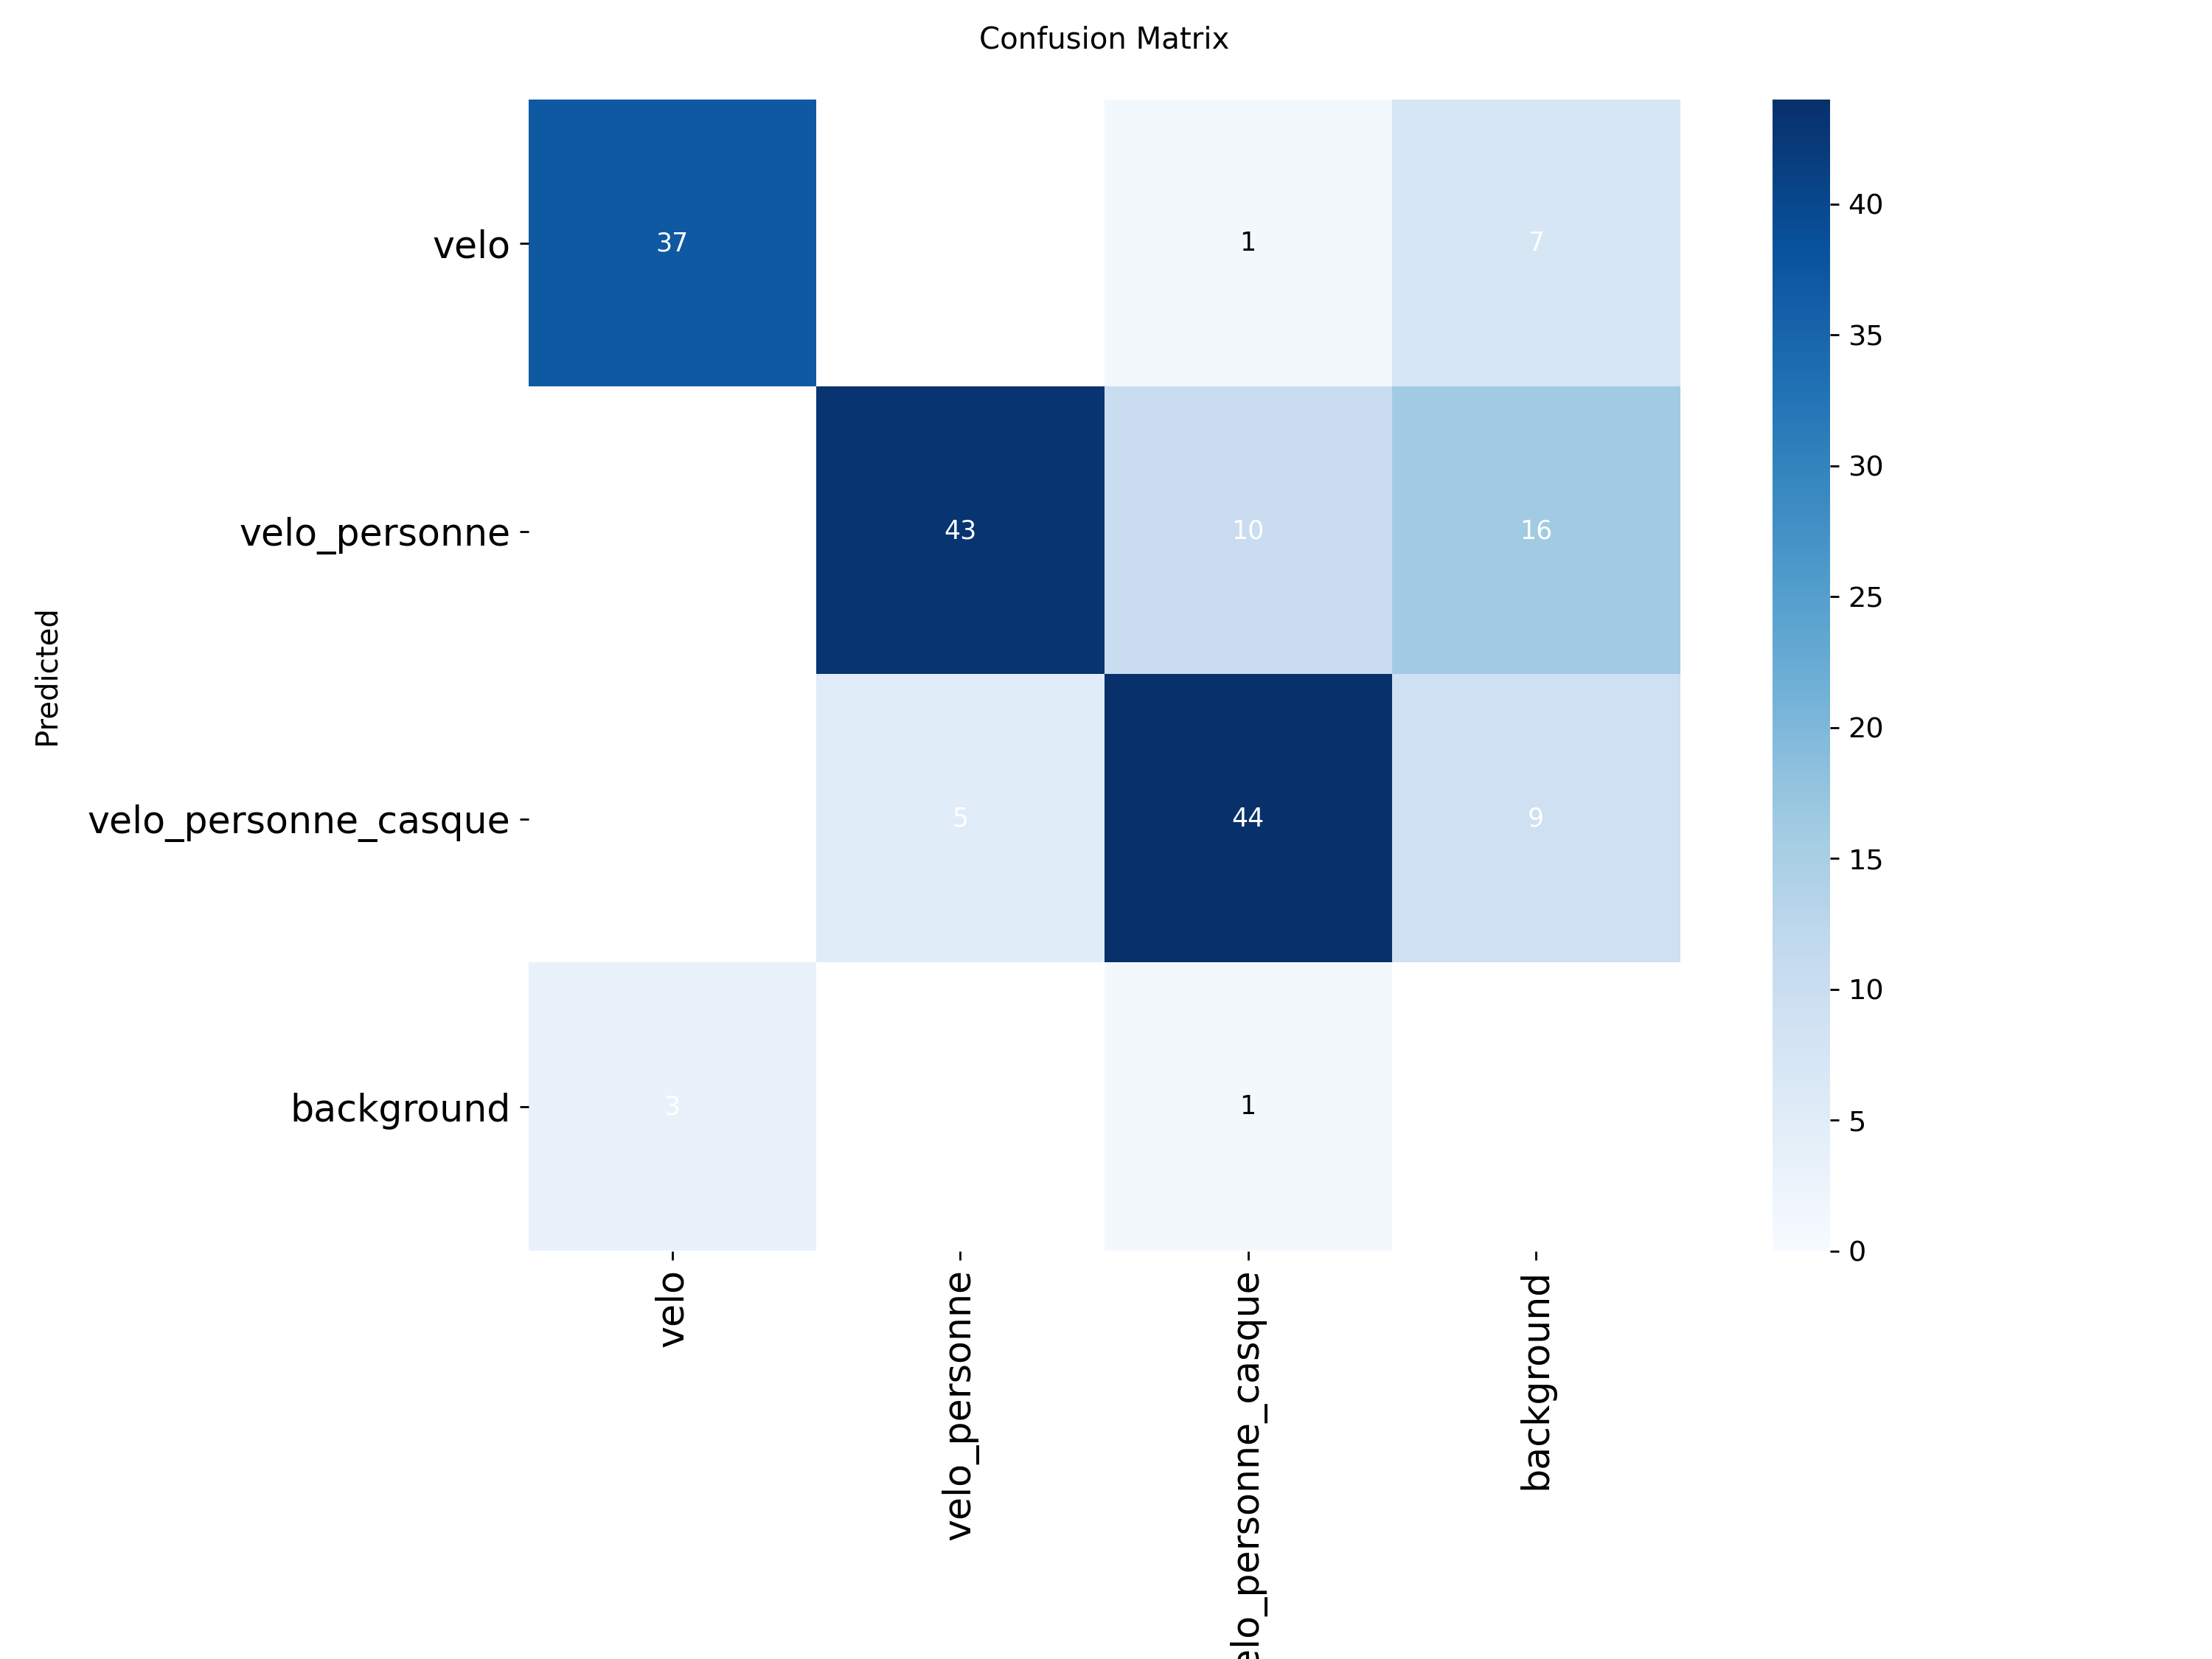 Confusion Matrix
velo
37
1
7
velo_personne
43
10
16
velo_personne_casque
5
44
9
background
3
1
Predicted
velo
velo_personne
elo_personne_casque
background
40
35
30
25
20
15
10
5
0